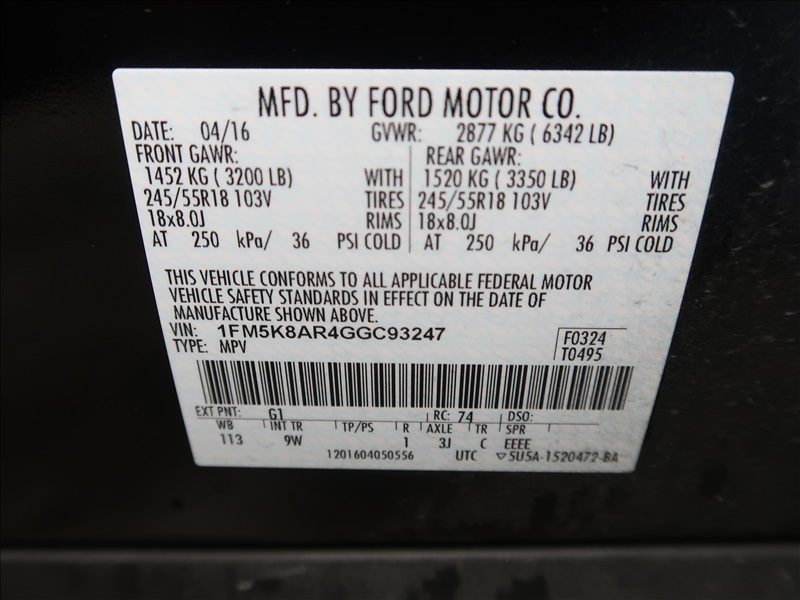 MFD. BY FORD MOTOR CO.
DATE: 04/16 GVWR: 2877 KG ( 6342 LB)
FRONT GAWR: REAR GAWR:
1452 KG ( 3200 LB) WITH 1520 KG ( 3350 LB) WITH
245/55R18 103V TIRES 245/55R18 103V TIRES
18x8.0J RIMS 18x8.0J RIMS
AT 250 kPa/ 36 PSI COLD AT 250 kPa/ 36 PSI COLD
THIS VEHICLE CONFORMS TO ALL APPLICABLE FEDERAL MOTOR
VEHICLE SAFETY STANDARDS IN EFFECT ON THE DATE OF
MANUFACTURE SHOWN ABOVE.
VIN: 1FM5K8AR4GGC93247 F0324
TYPE: MPV T0495
EXT PNT: G1 RC: 74 DSO:
WB INT TR TP/PS R AXLE TR SPR
113 9W 1 3J C EEEE
1201604050556 UTC ▽5U5A-1520472-BA